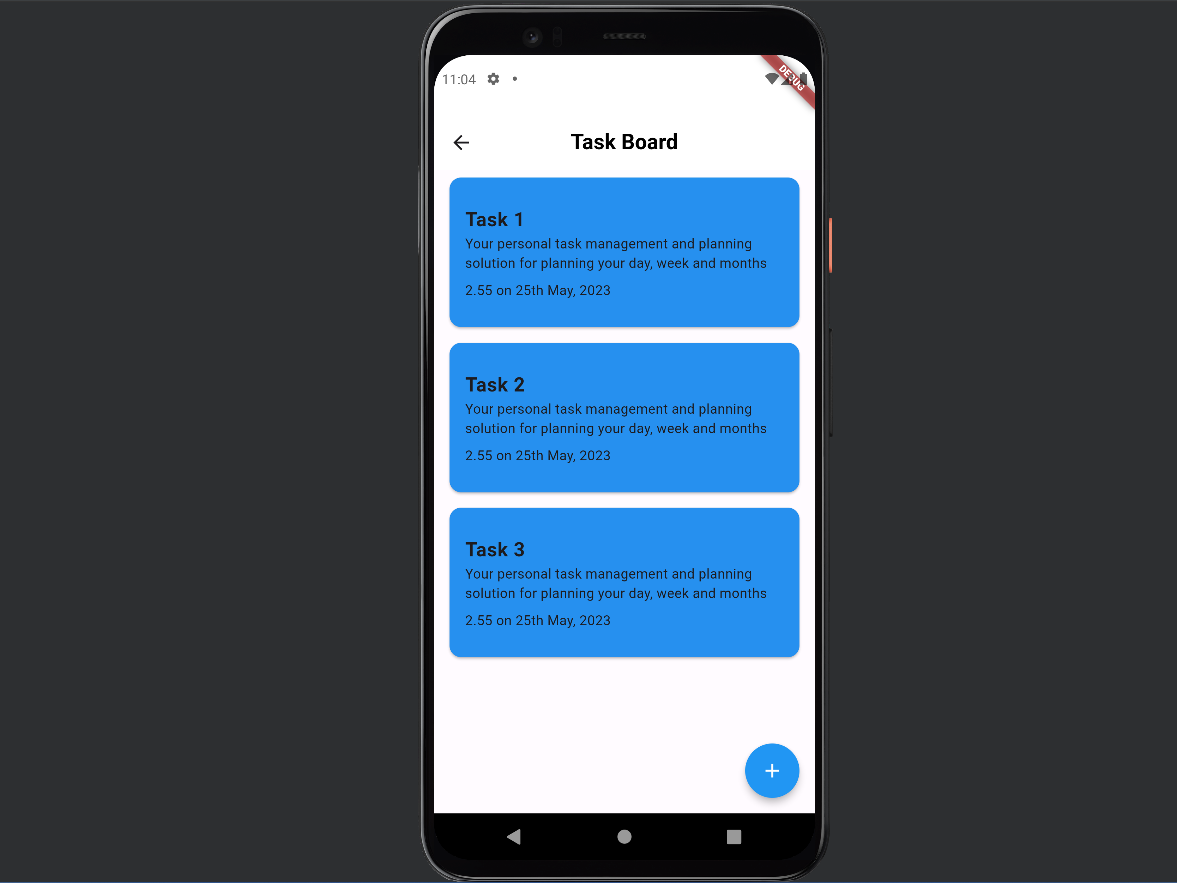 11:04
DEBUG
Task Board
Task 1
Your personal task management and planning
solution for planning your day, week and months
2.55 on 25th May, 2023
Task 2
Your personal task management and planning
solution for planning your day, week and months
2.55 on 25th May, 2023
Task 3
Your personal task management and planning
solution for planning your day, week and months
2.55 on 25th May, 2023